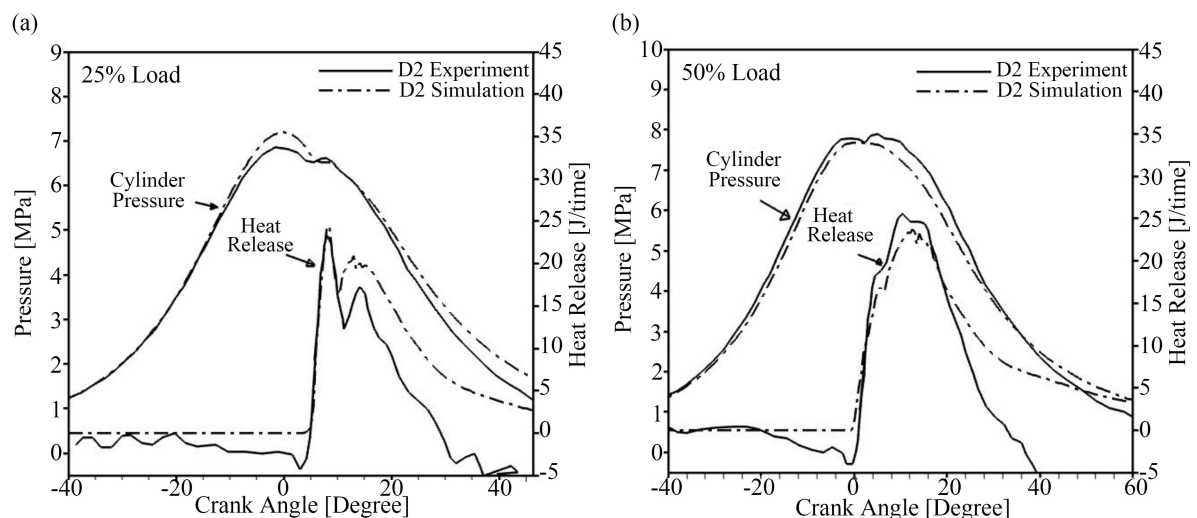 (a)
25% Load
D2 Experiment
D2 Simulation
Cylinder
Pressure
Heat
Release
Pressure [MPa]
9
8
7
6
5
4
3
2
1
0
Heat Release [J/time]
45
40
35
30
25
20
15
10
5
0
-5
-40
-20
0
20
40
Crank Angle [Degree]
(b)
50% Load
D2 Experiment
D2 Simulation
Cylinder
Pressure
Heat
Release
Pressure [MPa]
10
9
8
7
6
5
4
3
2
1
0
Heat Release [J/time]
45
40
35
30
25
20
15
10
5
0
-5
-40
-20
0
20
40
60
Crank Angle [Degree]